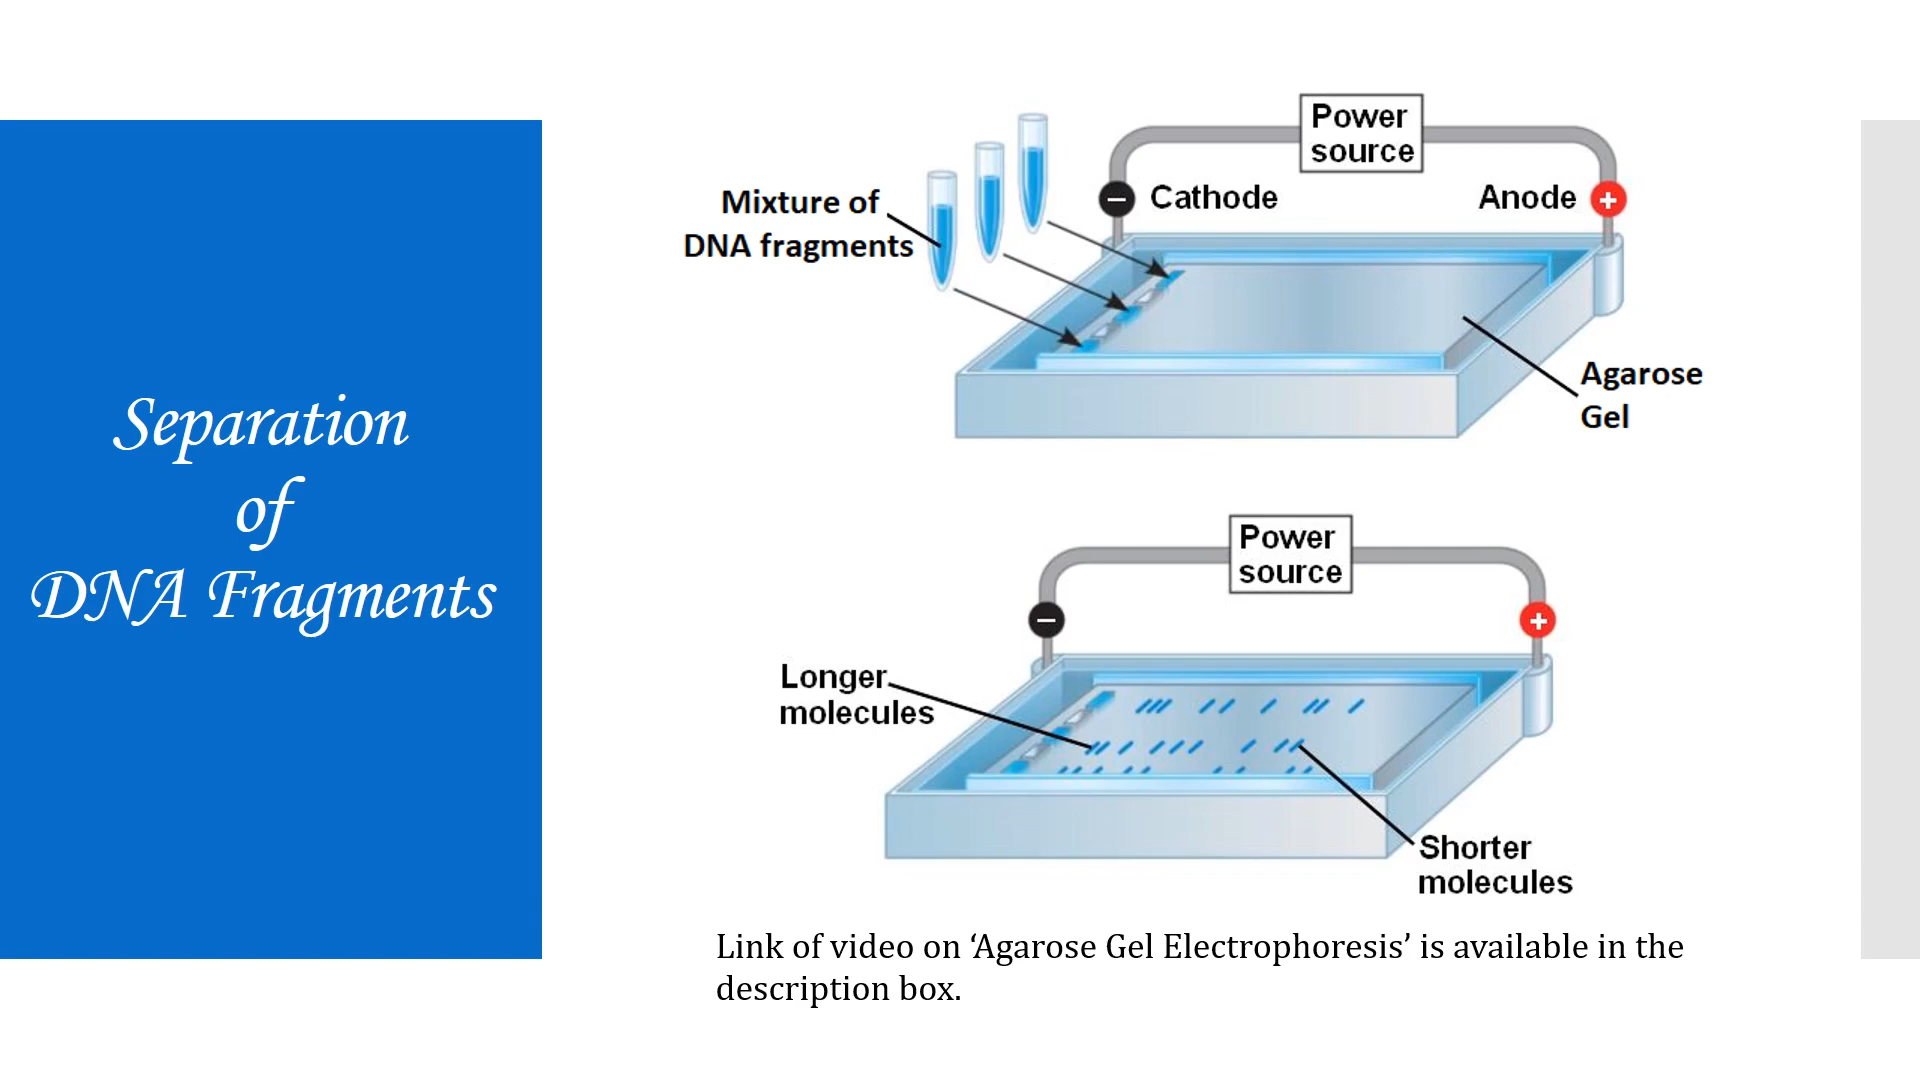 Separation
of
DNA Fragments
Power
source
Cathode
Anode
Mixture of
DNA fragments
Agarose
Gel
Power
source
Longer
molecules
Shorter
molecules
Link of video on ‘Agarose Gel Electrophoresis’ is available in the
description box.